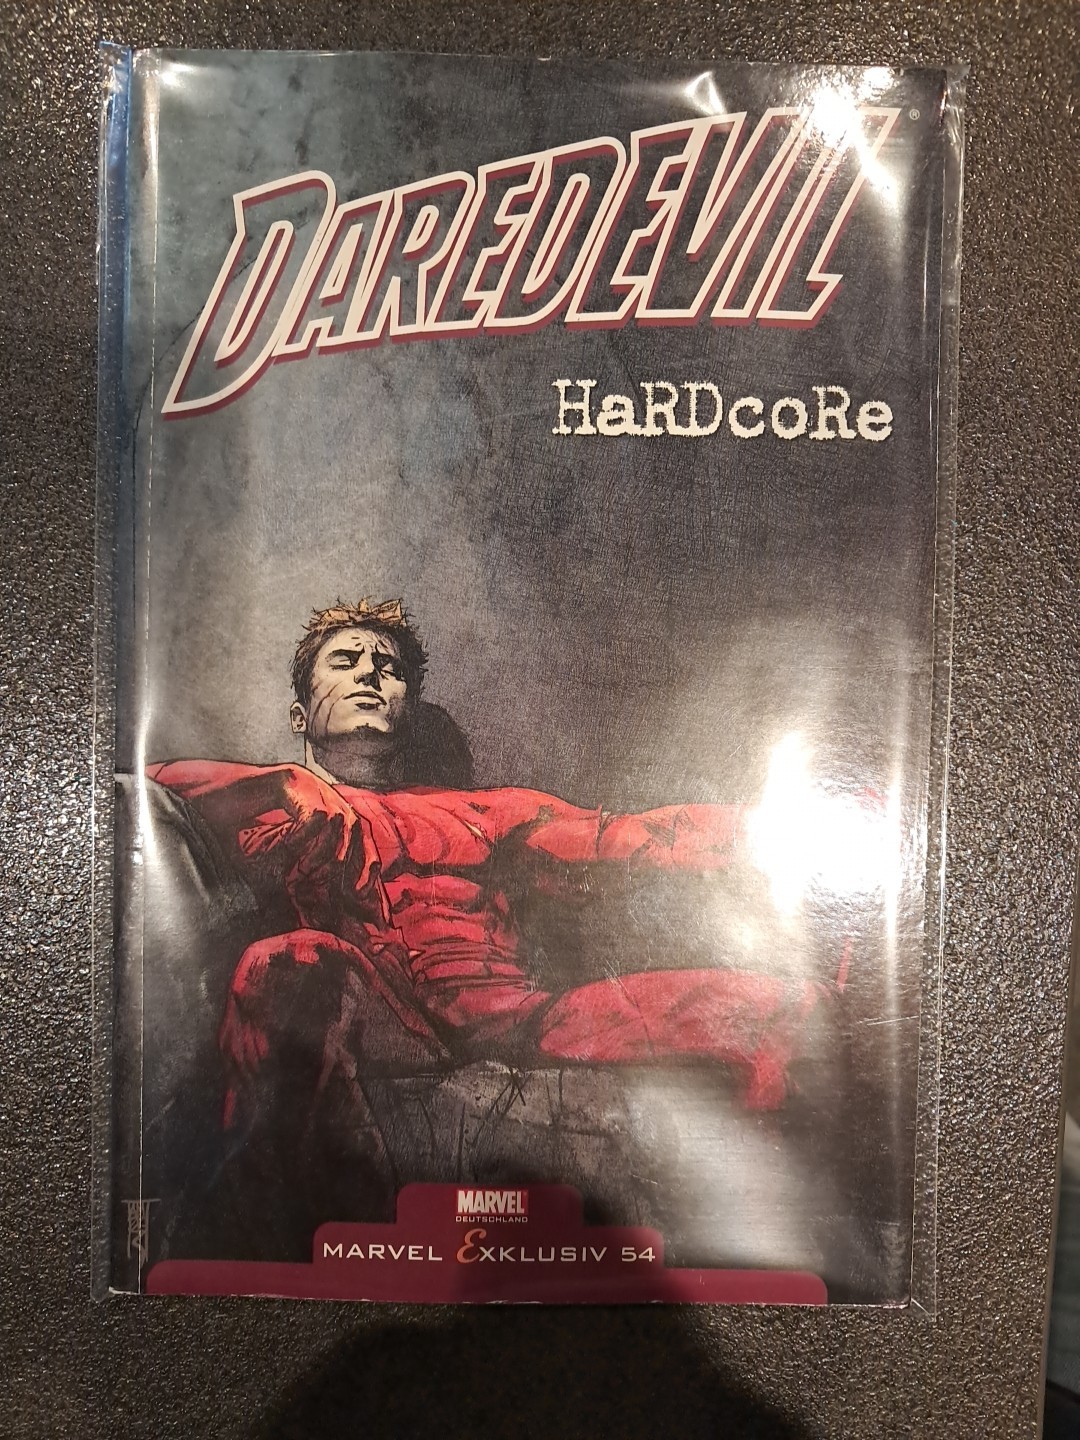 DAREDEVIL®
HaRDcoRe
MARVEL
DEUTSCHLAND
MARVEL EXKLUSIV 54